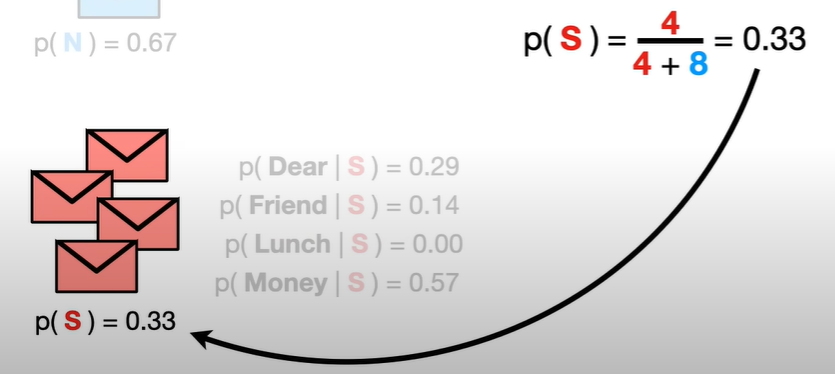 p( N ) = 0.67
p( S ) = 4 / 4 + 8 = 0.33
p( Dear | S ) = 0.29
p( Friend | S ) = 0.14
p( Lunch | S ) = 0.00
p( Money | S ) = 0.57
p( S ) = 0.33